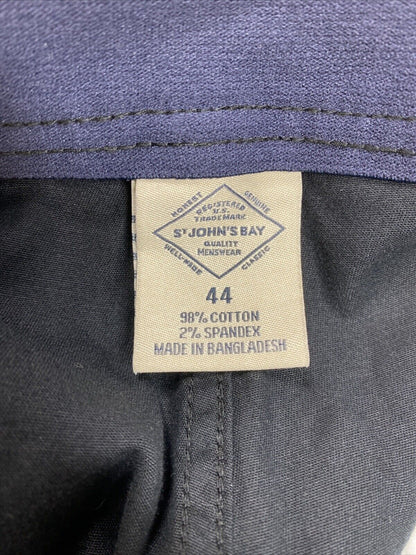 HONEST GENUINE
REGISTERED
U.S.
TRADEMARK
ST JOHN'S BAY
QUALITY
MENSWEAR
WELL-MADE CLASSIC
44
98% COTTON
2% SPANDEX
MADE IN BANGLADESH